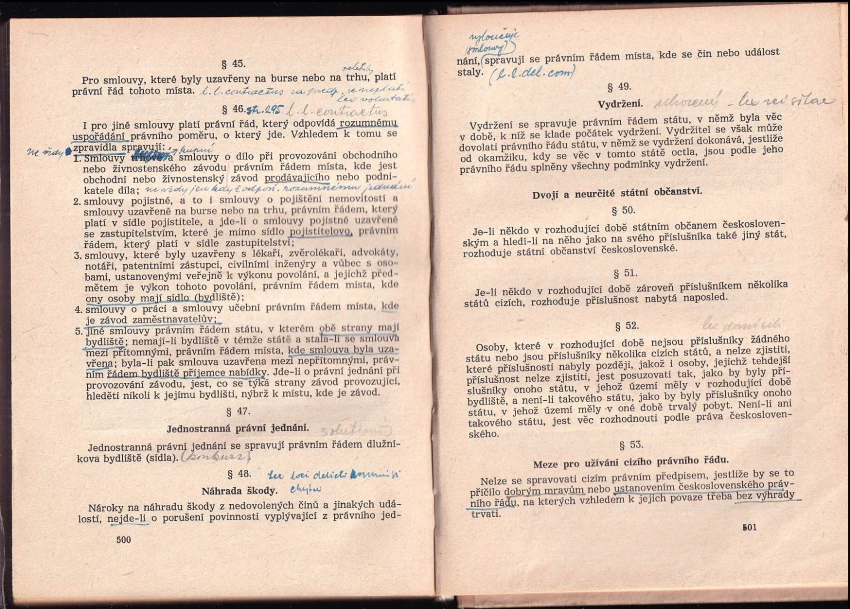 § 45.
Pro smlouvy, které byly uzavřeny na burse nebo na trhu, platí
právní řád tohoto místa. l. l. contractus
§ 46. str. 295 l. l. contractus
I pro jiné smlouvy platí právní řád, který odpovídá rozumnému
uspořádání právního poměru, o který jde. Vzhledem k tomu se
zpravidla spravují:
1. Smlouvy a smlouvy o dílo při provozování obchodního
nebo živnostenského závodu právním řádem místa, kde jest
obchodní nebo živnostenský závod prodávajícího nebo podni-
katele díla; ne vždy jen když odpov. rozumnému
2. smlouvy pojistné, a to i smlouvy o pojištění nemovitostí a
smlouvy uzavřené na burse nebo na trhu, právním řádem, který
platí v sídle pojistitele, a jde-li o smlouvy pojistné uzavřené
se zastupitelstvím, které je mimo sídlo pojistitelovo, právním
řádem, který platí v sídle zastupitelství;
3. smlouvy, které byly uzavřeny s lékaři, zvěrolékaři, advokáty,
notáři, patentními zástupci, civilními inženýry a vůbec s oso-
bami, ustanovenými veřejně k výkonu povolání, a jejichž před-
mětem je výkon tohoto povolání, právním řádem místa, kde
ony osoby mají sídlo (bydliště);
4. smlouvy o práci a smlouvy učební právním řádem místa, kde
je závod zaměstnavatelův;
5. jiné smlouvy právním řádem státu, v kterém obě strany mají
bydliště; nemají-li bydliště v témže státě a stala-li se smlouva
mezi přítomnými, právním řádem místa, kde smlouva byla uza-
vřena; byla-li pak smlouva uzavřena mezi nepřítomnými, práv-
ním řádem bydliště příjemce nabídky. Jde-li o právní jednání při
provozování závodu, jest, co se týká strany závod provozující,
hleděti nikoli k jejímu bydlišti, nýbrž k místu, kde je závod.
§ 47.
Jednostranná právní jednání.
Jednostranná právní jednání se spravují právním řádem dlužní-
kova bydliště (sídla).
§ 48. lex loci delicti
Náhrada škody.
Nároky na náhradu škody z nedovolených činů a jinakých udá-
lostí, nejde-li o porušení povinnosti vyplývající z právního jed-
500
vylučuje
(smlouvy)
nání, spravují se právním řádem místa, kde se čin nebo událost
staly. (l. l. del. com)
§ 49.
Vydržení. lex rei sitae
Vydržení se spravuje právním řádem státu, v němž byla věc
v době, k níž se klade počátek vydržení. Vydržitel se však může
dovolati právního řádu státu, v němž se vydržení dokonává, jestliže
od okamžiku, kdy se věc v tomto státě octla, jsou podle jeho
právního řádu splněny všechny podmínky vydržení.
Dvojí a neurčité státní občanství.
§ 50.
Je-li někdo v rozhodující době státním občanem českosloven-
ským a hledí-li na něho jako na svého příslušníka také jiný stát,
rozhoduje státní občanství československé.
§ 51.
Je-li někdo v rozhodující době zároveň příslušníkem několika
států cizích, rozhoduje příslušnost nabytá naposled.
§ 52. lex domicilii
Osoby, které v rozhodující době nejsou příslušníky žádného
státu nebo jsou příslušníky několika cizích států, a nelze zjistiti,
které příslušnosti nabyly později, jakož i osoby, jejichž tehdejší
příslušnost nelze zjistiti, jest posuzovati tak, jako by byly pří-
slušníky onoho státu, v jehož území měly v rozhodující době
bydliště, a není-li takového státu, jako by byly příslušníky onoho
státu, v jehož území měly v oné době trvalý pobyt. Není-li ani
takového státu, jest věc rozhodnouti podle práva českosloven-
ského.
§ 53.
Meze pro užívání cizího právního řádu.
Nelze se spravovati cizím právním předpisem, jestliže by se to
příčilo dobrým mravům nebo ustanovením československého práv-
ního řádu, na kterých vzhledem k jejich povaze třeba bez výhrady
trvati.
501